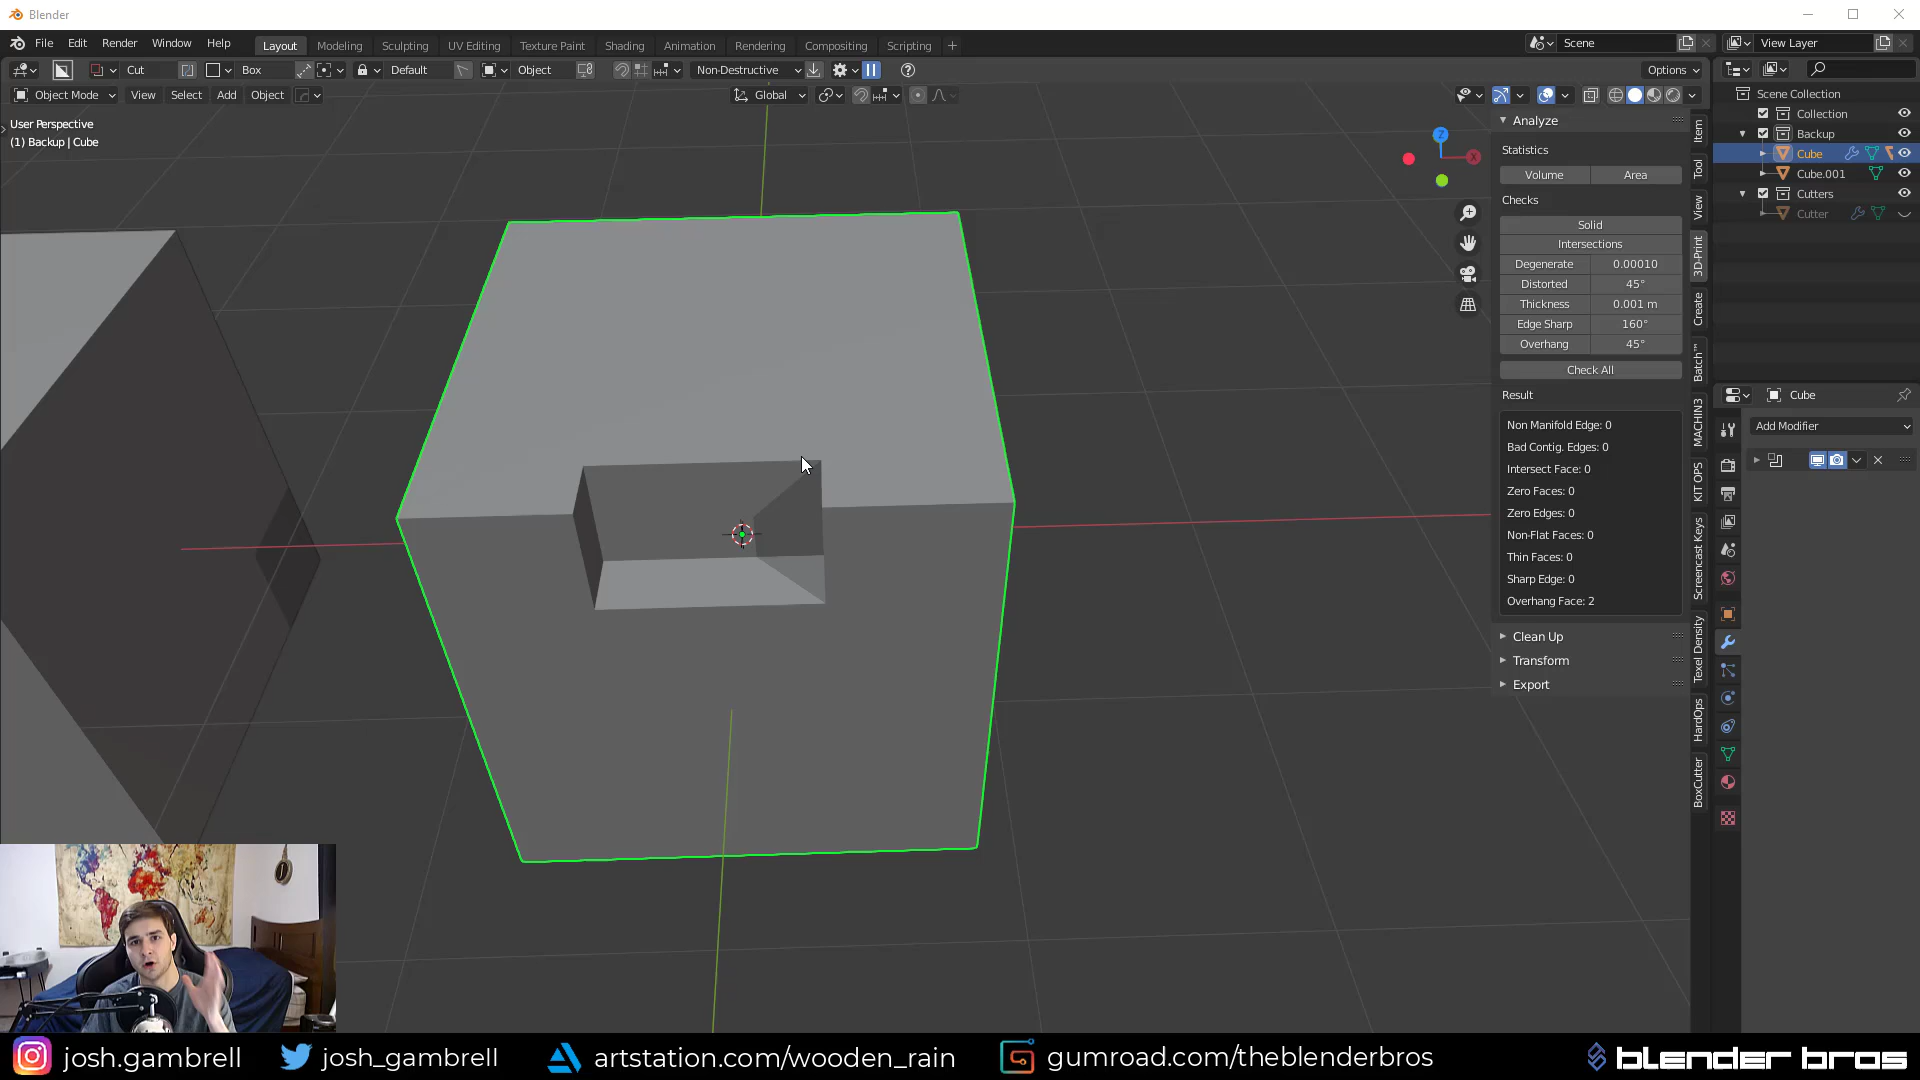 Blender
File Edit Render Window Help
Layout Modeling Sculpting UV Editing Texture Paint Shading Animation Rendering Compositing Scripting +
Scene
View Layer
Cut Box Default Object Non-Destructive
Options
Object Mode View Select Add Object
Global
User Perspective
(1) Backup | Cube
Z
X
Analyze
Statistics
Volume Area
Checks
Solid
Intersections
Degenerate 0.00010
Distorted 45°
Thickness 0.001 m
Edge Sharp 160°
Overhang 45°
Check All
Result
Non Manifold Edge: 0
Bad Contig. Edges: 0
Intersect Face: 0
Zero Faces: 0
Zero Edges: 0
Non-Flat Faces: 0
Thin Faces: 0
Sharp Edge: 0
Overhang Face: 2
Clean Up
Transform
Export
Item
Tool
View
3D-Print
Create
Batch™
MACHIN3
KIT OPS
Screencast Keys
Texel Density
HardOps
BoxCutter
Scene Collection
Collection
Backup
Cube
Cube.001
Cutters
Cutter
Cube
Add Modifier
josh.gambrell josh_gambrell artstation.com/wooden_rain gumroad.com/theblenderbros blender bros